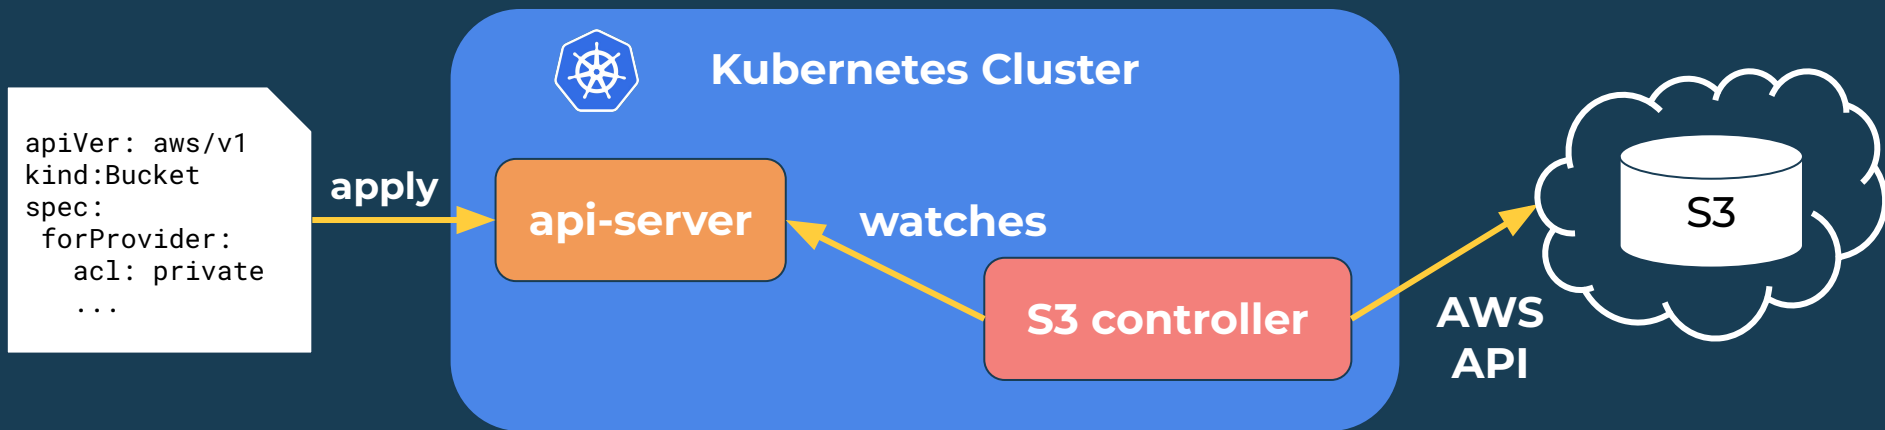 Kubernetes Cluster
apiVer: aws/v1
kind:Bucket
spec:
 forProvider:
   acl: private
   ...
apply
api-server
watches
S3 controller
AWS
API
S3